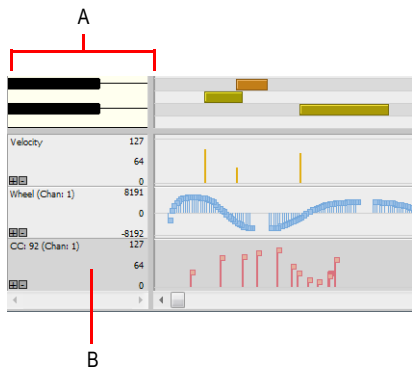 A
Velocity
127
64
0
Wheel (Chan: 1)
8191
0
-8192
CC: 92 (Chan: 1)
127
64
0
B